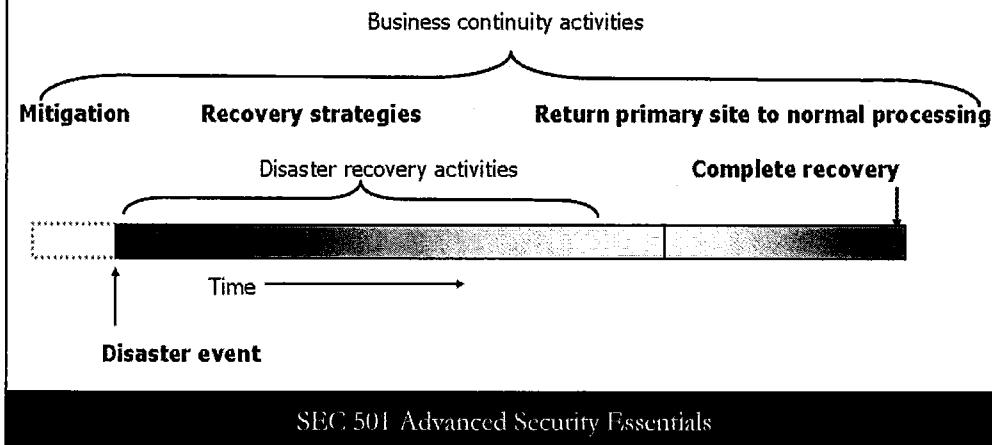 Business continuity activities
Mitigation Recovery strategies Return primary site to normal processing
Disaster recovery activities Complete recovery
Time
Disaster event
SEC 501 Advanced Security Essentials